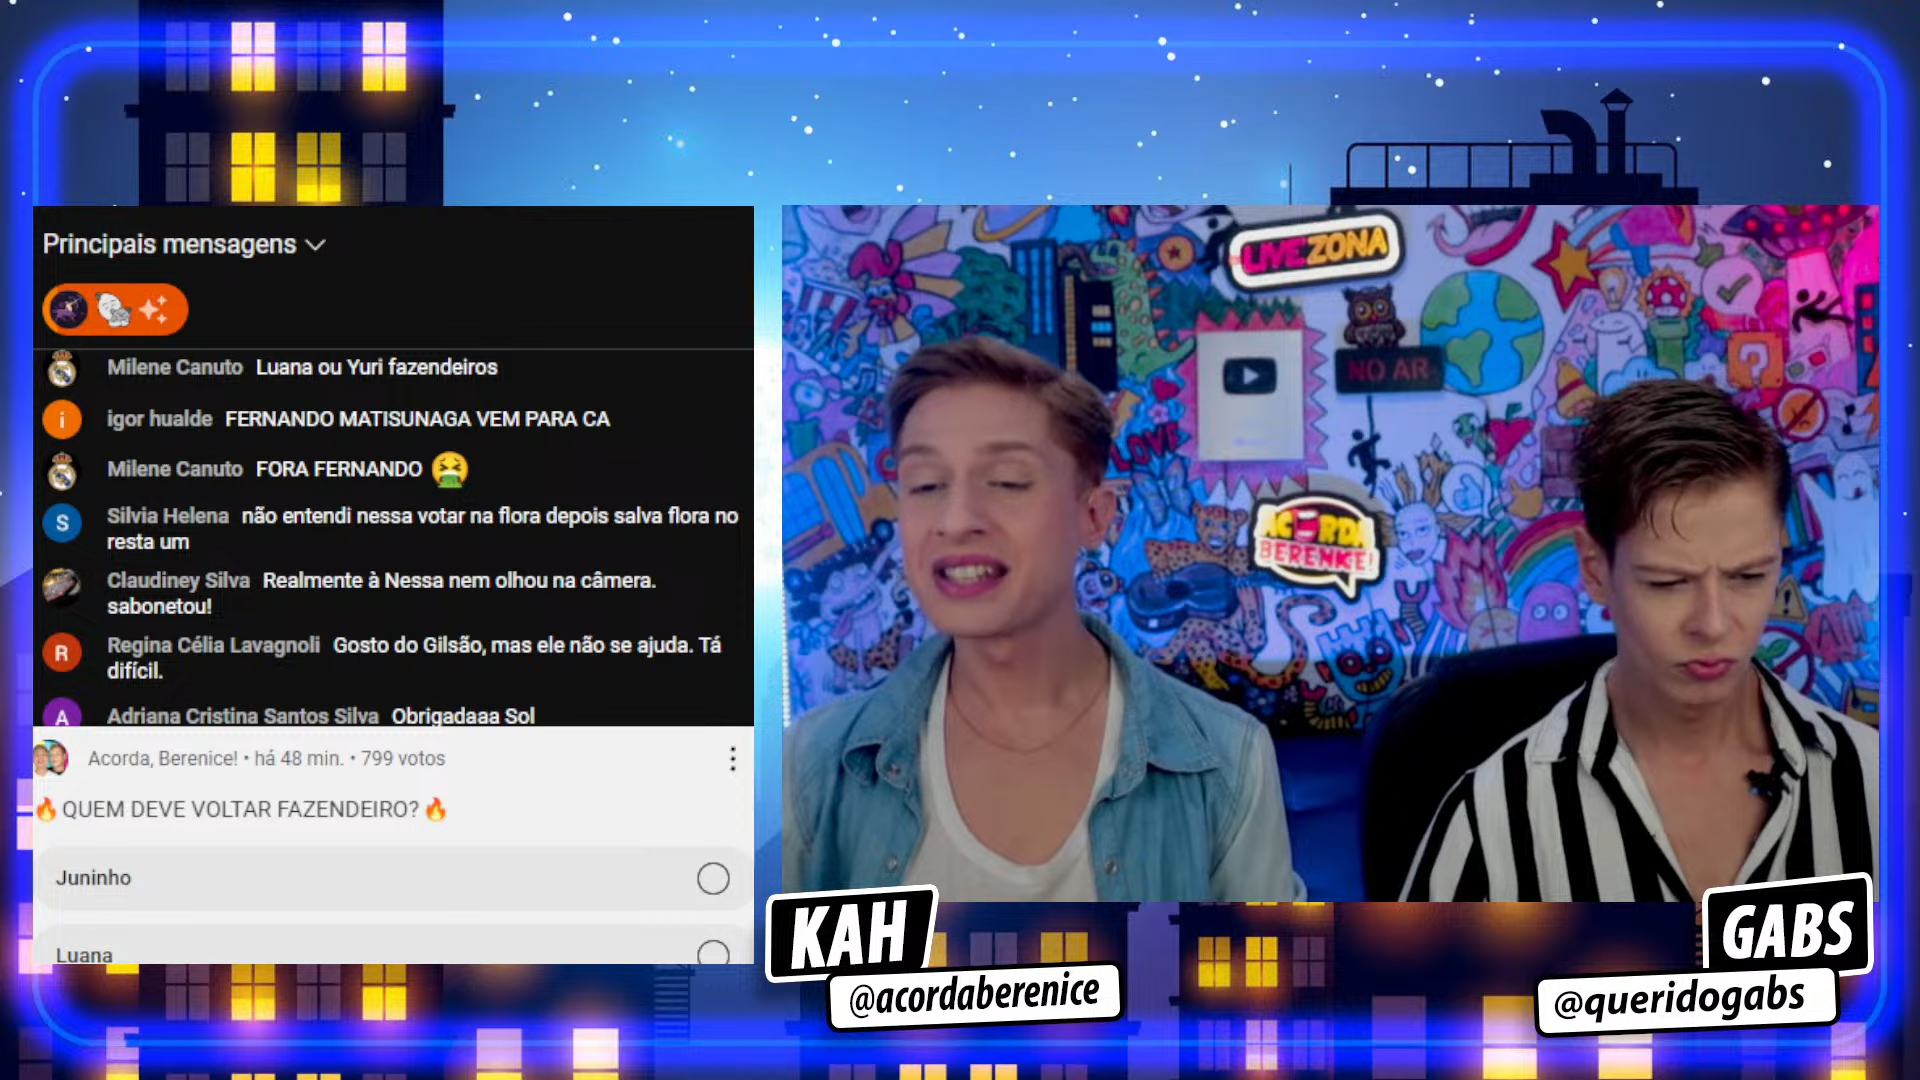 Principais mensagens
Milene Canuto Luana ou Yuri fazendeiros
i igor hualde FERNANDO MATISUNAGA VEM PARA CA
Milene Canuto FORA FERNANDO
S Silvia Helena não entendi nessa votar na flora depois salva flora no
resta um
Claudiney Silva Realmente à Nessa nem olhou na câmera.
sabonetou!
R Regina Célia Lavagnoli Gosto do Gilsão, mas ele não se ajuda. Tá
difícil.
A Adriana Cristina Santos Silva Obrigadaaa Sol
Acorda, Berenice! • há 48 min. • 799 votos
QUEM DEVE VOLTAR FAZENDEIRO?
Juninho
Luana
LIVEZONA
NO AR
LOVE
ACORDA
BERENICE!
KAH
@acordaberenice
GABS
@queridogabs